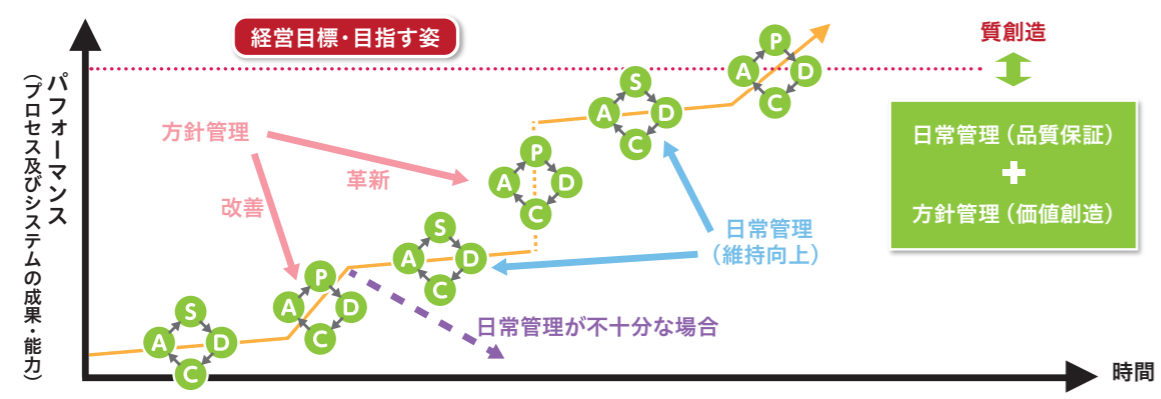 経営目標・目指す姿
質創造
パフォーマンス
（プロセス及びシステムの成果・能力）
方針管理
革新
改善
日常管理（品質保証）
+
方針管理（価値創造）
日常管理
（維持向上）
日常管理が不十分な場合
時間
S
A
D
C
P
A
D
C
S
A
D
C
P
A
D
C
S
A
D
C
P
A
D
C